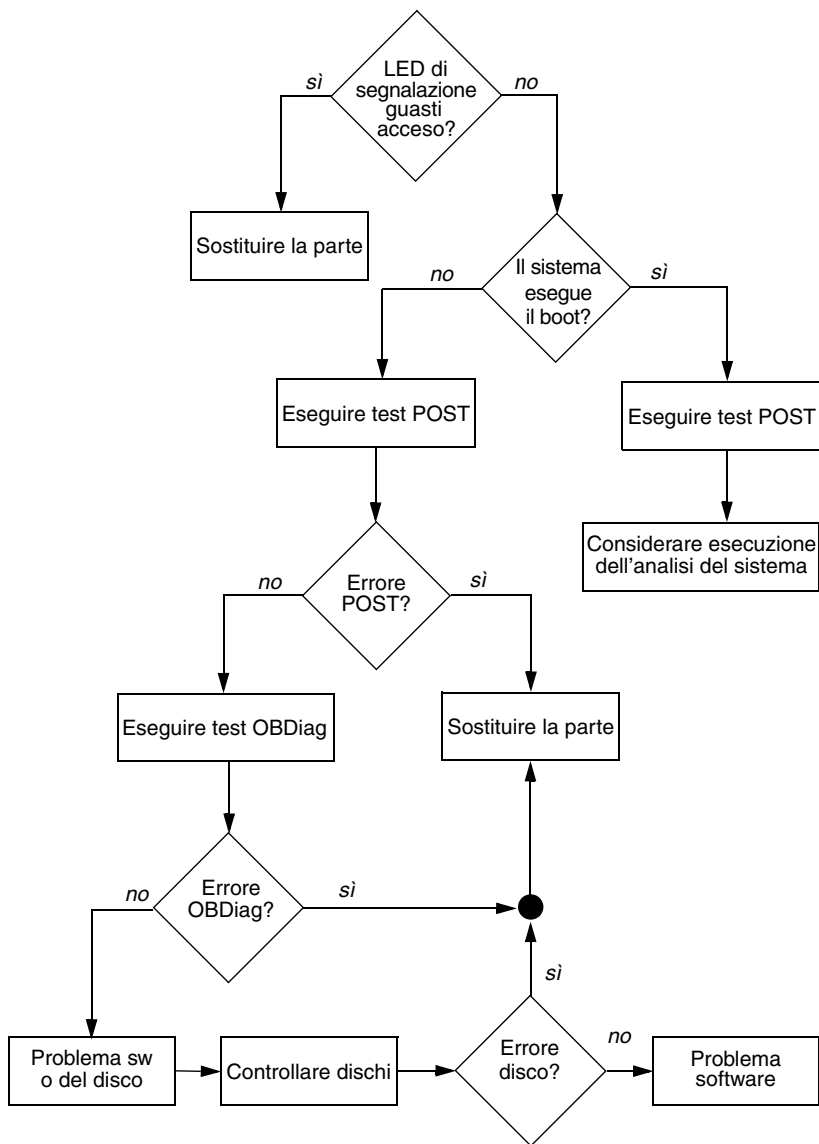 LED di
segnalazione
guasti
acceso?
sì
no
Sostituire la parte
Il sistema
esegue
il boot?
no
sì
Eseguire test POST
Eseguire test POST
Considerare esecuzione
dell'analisi del sistema
Errore
POST?
no
sì
Eseguire test OBDiag
Sostituire la parte
Errore
OBDiag?
no
sì
sì
Problema sw
o del disco
Controllare dischi
Errore
disco?
no
Problema
software